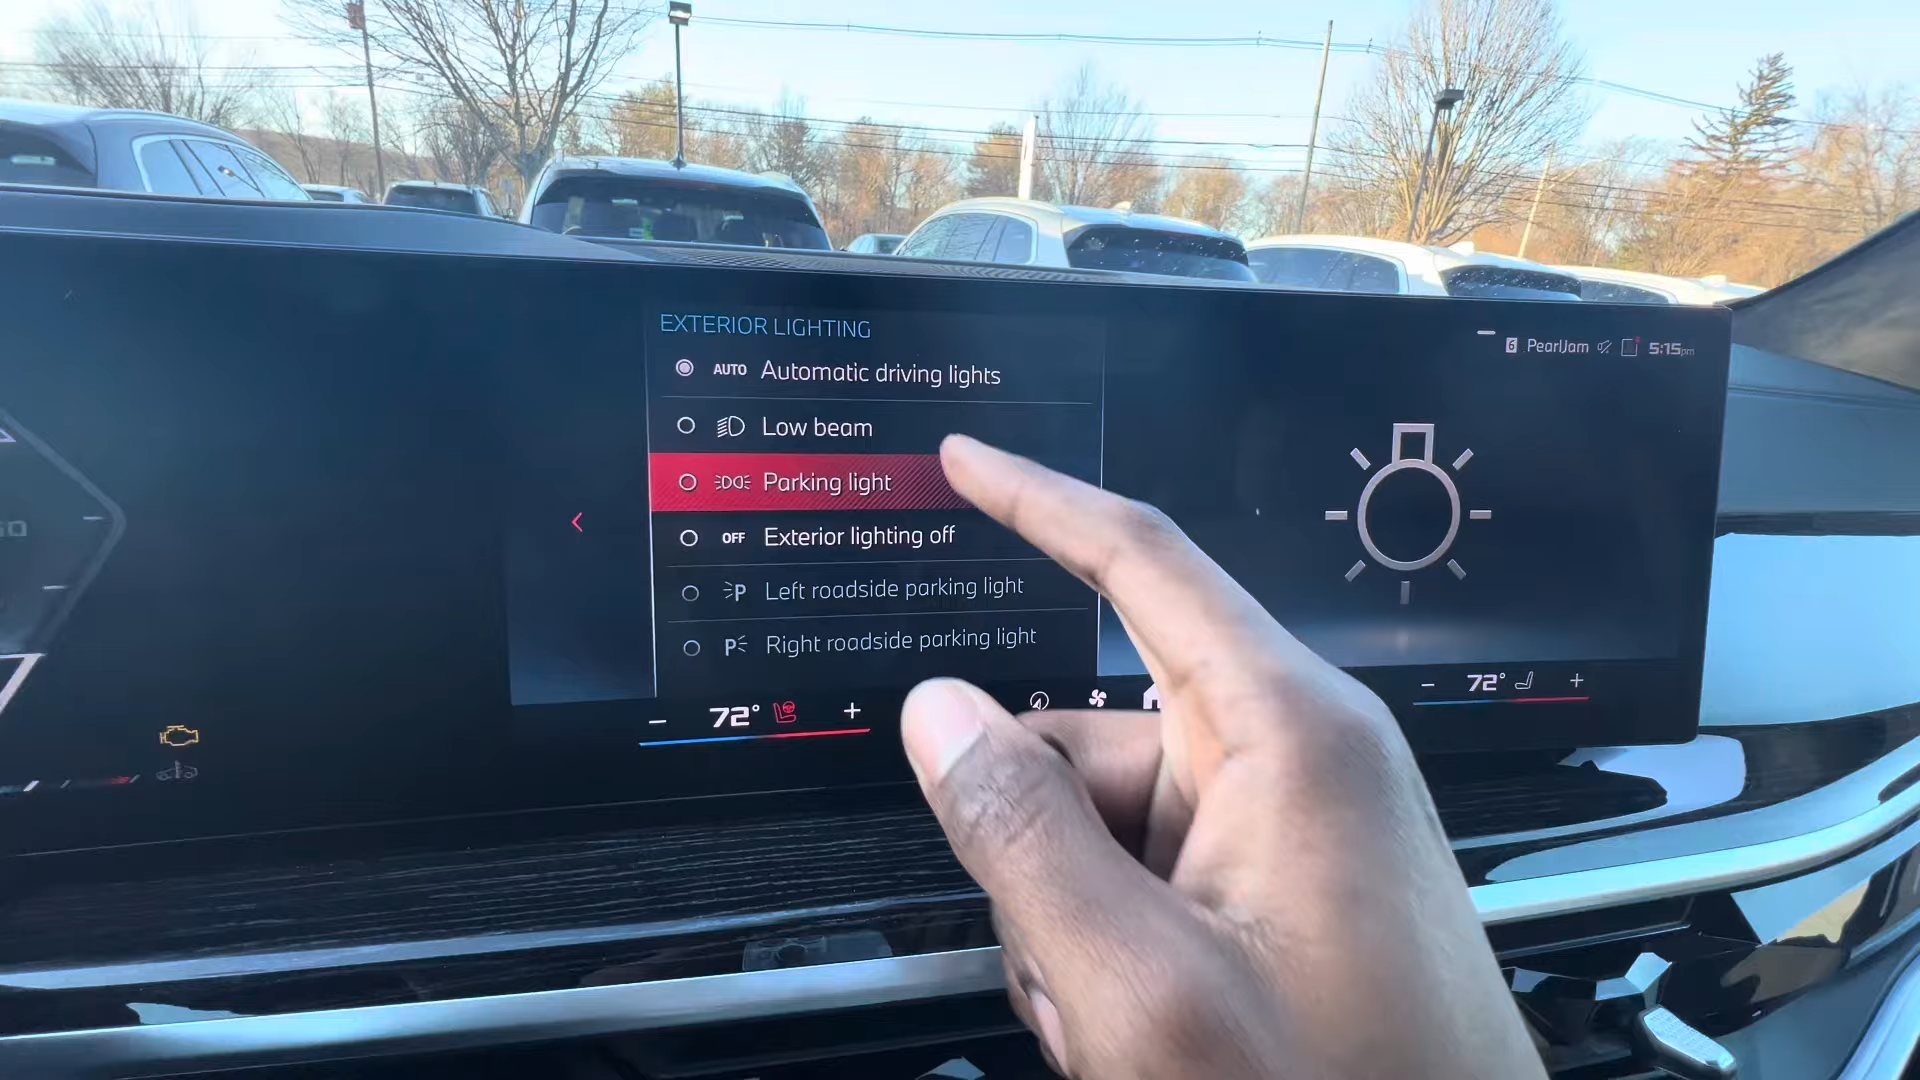 EXTERIOR LIGHTING
AUTO Automatic driving lights
Low beam
Parking light
OFF Exterior lighting off
P Left roadside parking light
P Right roadside parking light
6 PearlJam 5:15pm
- 72° +
- 72° +